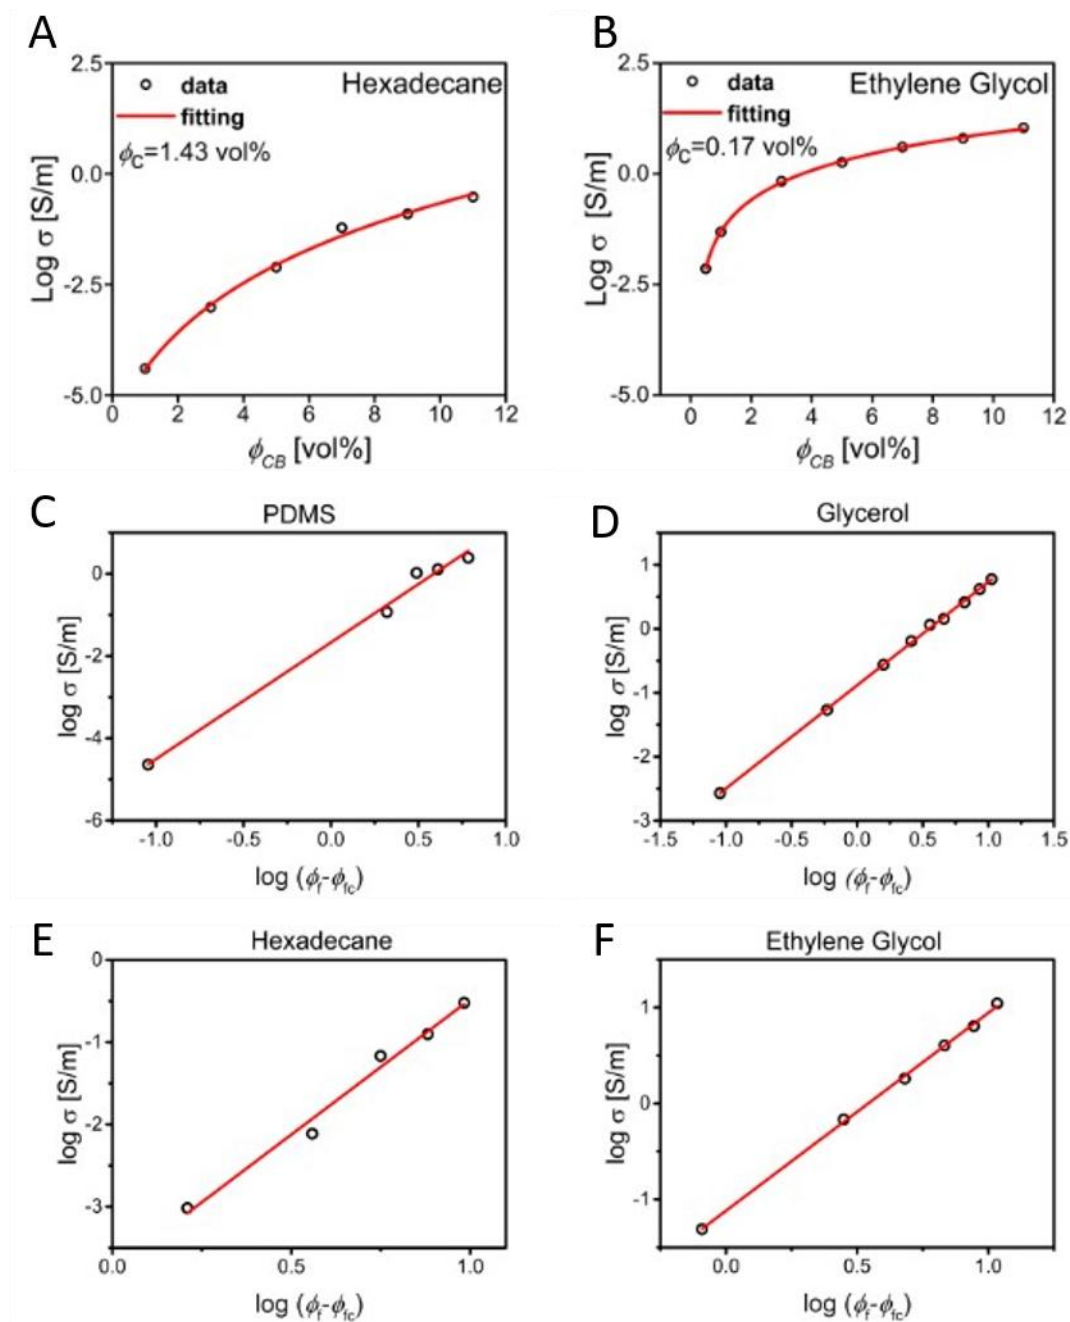 A
Hexadecane
data
fitting
ϕC=1.43 vol%
2.5
0.0
-2.5
-5.0
Log σ [S/m]
0 2 4 6 8 10 12
ϕCB [vol%]
B
Ethylene Glycol
data
fitting
ϕC=0.17 vol%
2.5
0.0
-2.5
-5.0
Log σ [S/m]
0 2 4 6 8 10 12
ϕCB [vol%]
C
PDMS
0
-2
-4
-6
log σ [S/m]
-1.0 -0.5 0.0 0.5 1.0
log (ϕf-ϕfc)
D
Glycerol
1
0
-1
-2
-3
log σ [S/m]
-1.5 -1.0 -0.5 0.0 0.5 1.0 1.5
log (ϕf-ϕfc)
E
Hexadecane
0
-1
-2
-3
log σ [S/m]
0.0 0.5 1.0
log (ϕf-ϕfc)
F
Ethylene Glycol
1
0
-1
log σ [S/m]
0.0 0.5 1.0
log (ϕf-ϕfc)